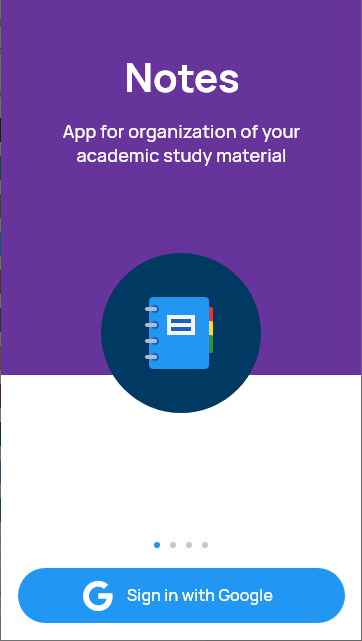 Notes
App for organization of your
academic study material
Sign in with Google